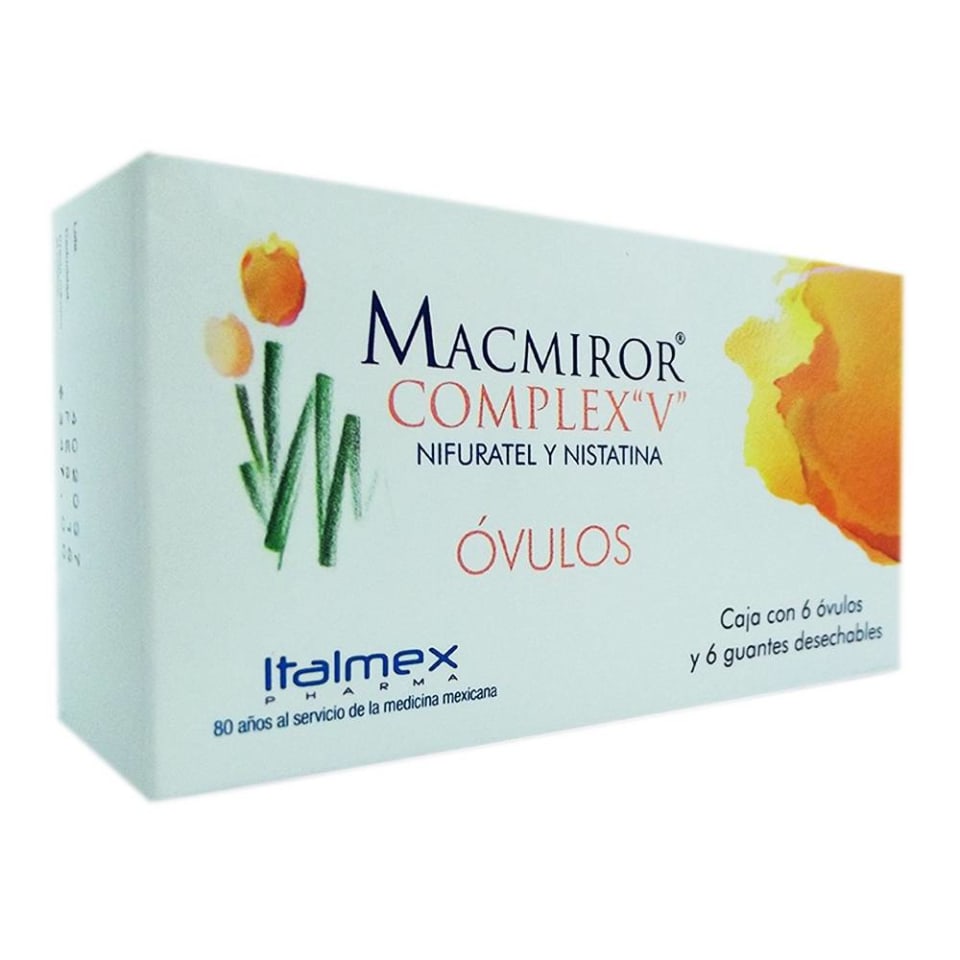 MACMIROR®
COMPLEX "V"
NIFURATEL Y NISTATINA
ÓVULOS
Caja con 6 óvulos
y 6 guantes desechables
Italmex
PHARMA
80 años al servicio de la medicina mexicana